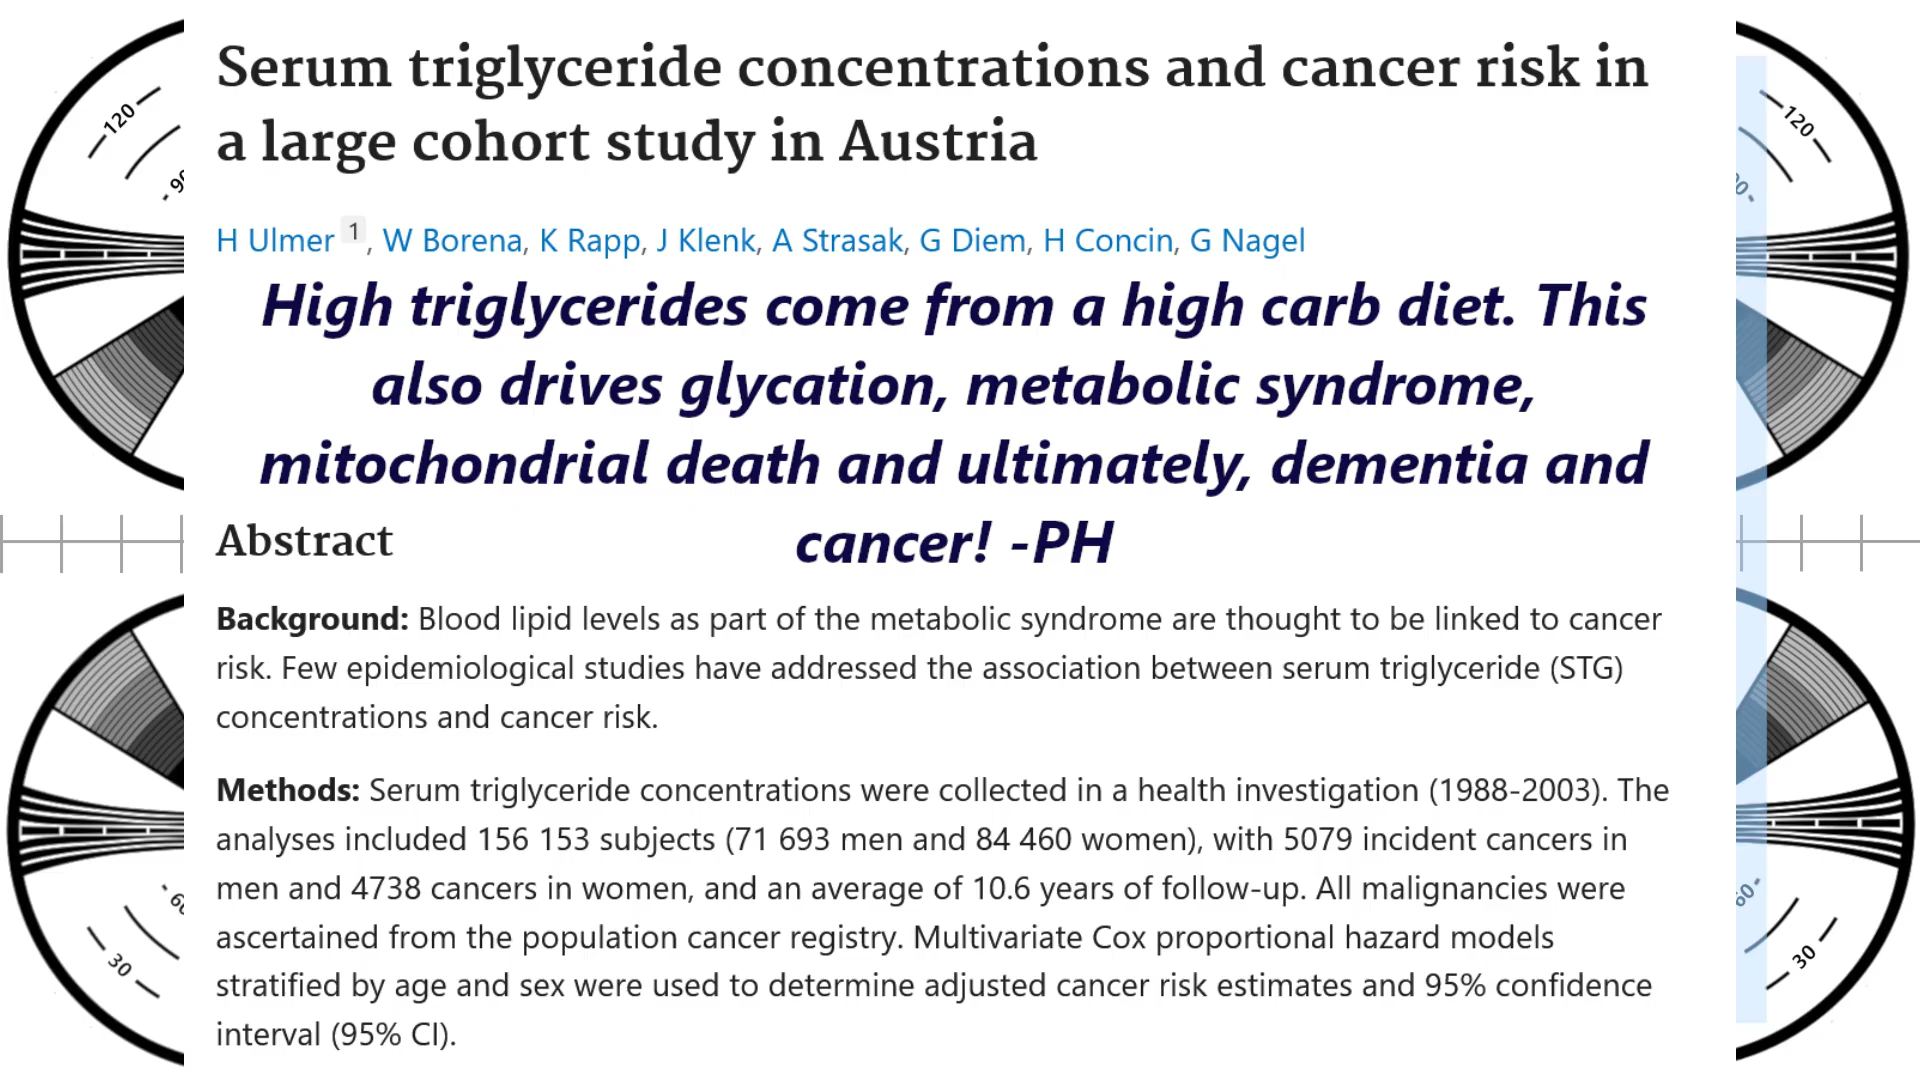 Serum triglyceride concentrations and cancer risk in
a large cohort study in Austria
H Ulmer 1, W Borena, K Rapp, J Klenk, A Strasak, G Diem, H Concin, G Nagel
High triglycerides come from a high carb diet. This
also drives glycation, metabolic syndrome,
mitochondrial death and ultimately, dementia and
cancer! -PH
Abstract
Background: Blood lipid levels as part of the metabolic syndrome are thought to be linked to cancer
risk. Few epidemiological studies have addressed the association between serum triglyceride (STG)
concentrations and cancer risk.
Methods: Serum triglyceride concentrations were collected in a health investigation (1988-2003). The
analyses included 156 153 subjects (71 693 men and 84 460 women), with 5079 incident cancers in
men and 4738 cancers in women, and an average of 10.6 years of follow-up. All malignancies were
ascertained from the population cancer registry. Multivariate Cox proportional hazard models
stratified by age and sex were used to determine adjusted cancer risk estimates and 95% confidence
interval (95% CI).
120
30
120
30